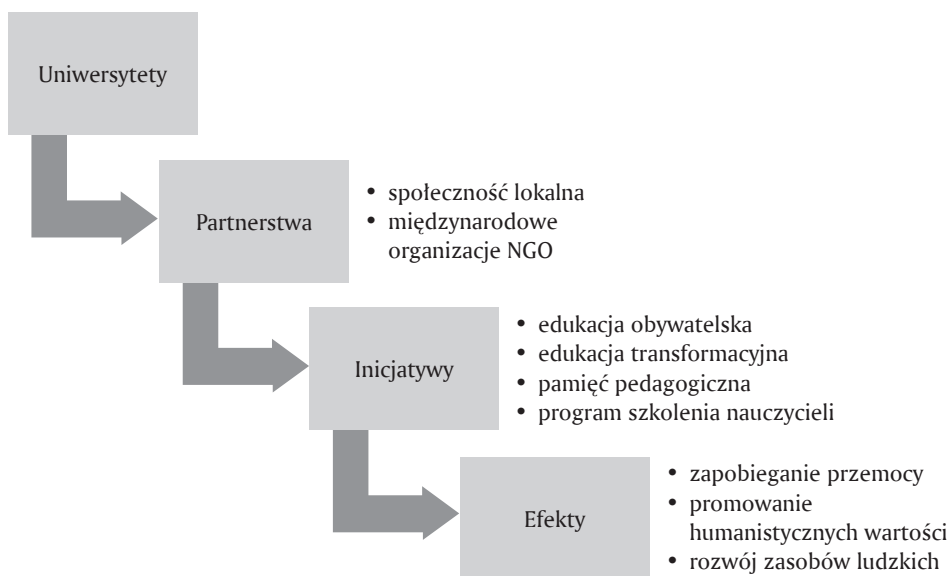 Uniwersytety
Partnerstwa
• społeczność lokalna
• międzynarodowe
organizacje NGO
Inicjatywy
• edukacja obywatelska
• edukacja transformacyjna
• pamięć pedagogiczna
• program szkolenia nauczycieli
Efekty
• zapobieganie przemocy
• promowanie
humanistycznych wartości
• rozwój zasobów ludzkich